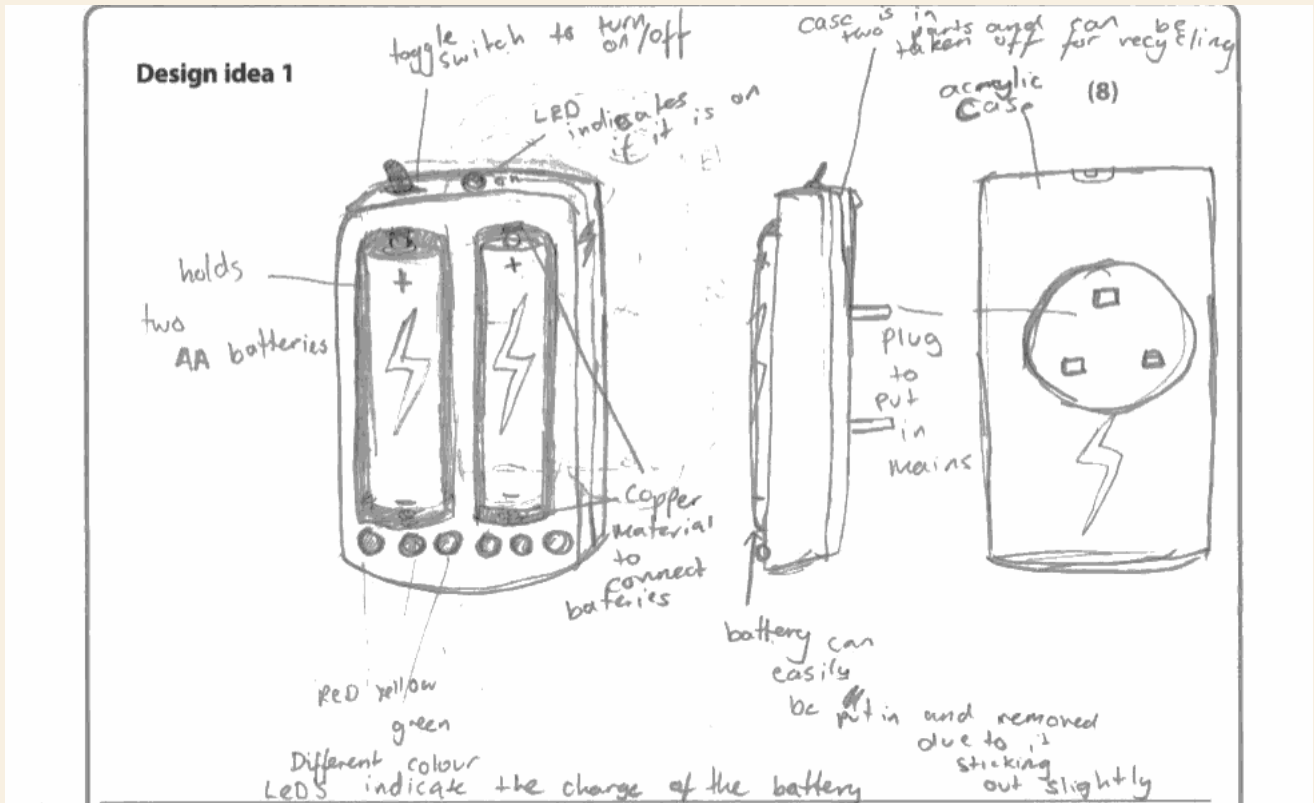 Design idea 1
(8)
toggle
switch to turn
on/off
LED
indicates
if it is on
on
case is in
two parts and can be
taken off for recycling
acraylic
case
holds
two
AA batteries
+
+
-
-
copper
material
to
connect
bateries
plug
to
put
in
mains
+
-
battery can
easily
be put in and removed
due to it
sticking
out slightly
RED yellow
green
Different colour
LEDS indicate the charge of the battery